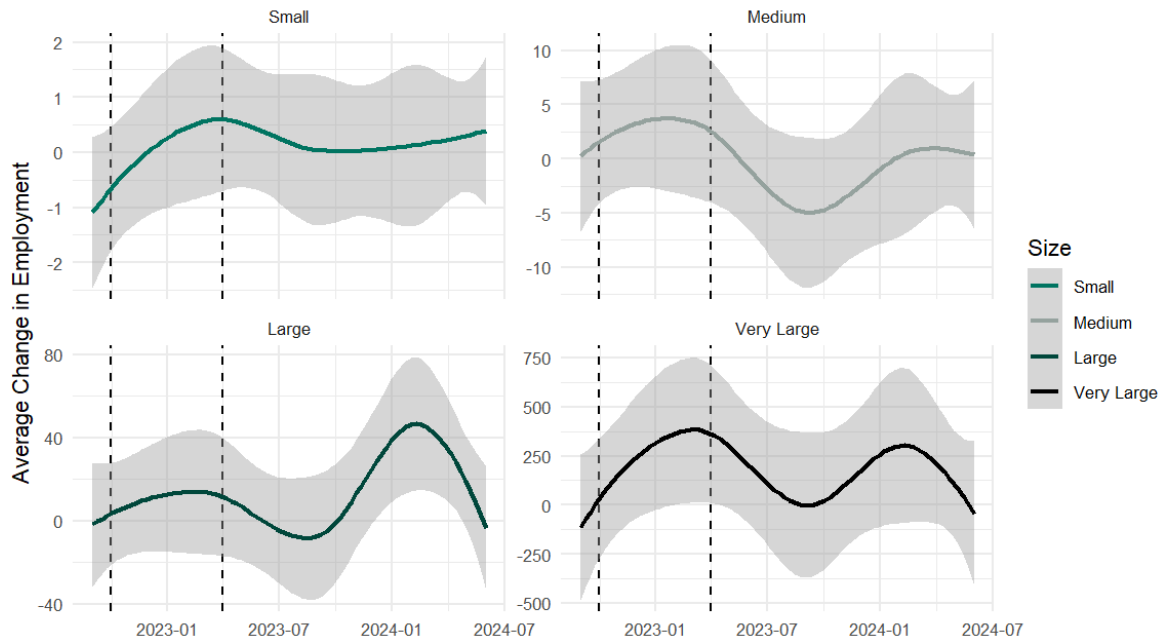 Small
Medium
2
1
0
-1
-2
10
5
0
-5
-10
Average Change in Employment
Large
Very Large
80
40
0
-40
750
500
250
0
-250
-500
2023-01
2023-07
2024-01
2024-07
2023-01
2023-07
2024-01
2024-07
Size
Small
Medium
Large
Very Large